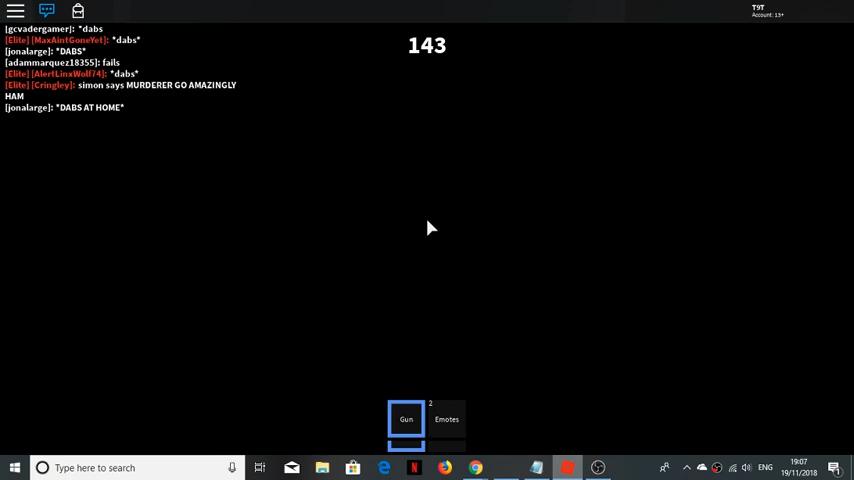 T9T
Account: 13+
[gcvadergamer]: *dabs
[Elite] [MaxAintGoneYet]: *dabs*
[jonalarge]: *DABS*
[adammarquez18355]: fails
[Elite] [AlertLinxWolf74]: *dabs*
[Elite] [Cringley]: simon says MURDERER GO AMAZINGLY
HAM
[jonalarge]: *DABS AT HOME*
143
2
Gun
Emotes
Type here to search
N
ENG
19:07
19/11/2018
1